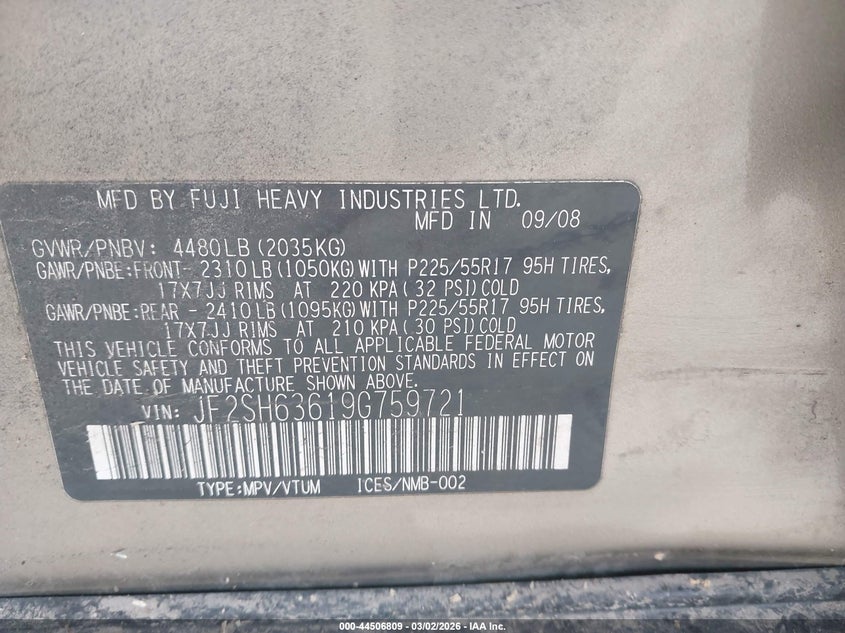 MFD BY FUJI HEAVY INDUSTRIES LTD.
MFD IN 09/08
GVWR/PNBV: 4480LB (2035KG)
GAWR/PNBE:FRONT- 2310LB (1050KG) WITH P225/55R17 95H TIRES,
17X7JJ RIMS AT 220 KPA ( 32 PSI) COLD
GAWR/PNBE:REAR - 2410LB (1095KG) WITH P225/55R17 95H TIRES,
17X7JJ RIMS AT 210 KPA ( 30 PSI) COLD
THIS VEHICLE CONFORMS TO ALL APPLICABLE FEDERAL MOTOR
VEHICLE SAFETY AND THEFT PREVENTION STANDARDS IN EFFECT ON
THE DATE OF MANUFACTURE SHOWN ABOVE.
VIN: JF2SH63619G759721
TYPE:MPV/VTUM ICES/NMB-002
000-44506809 - 03/02/2026 - IAA Inc.